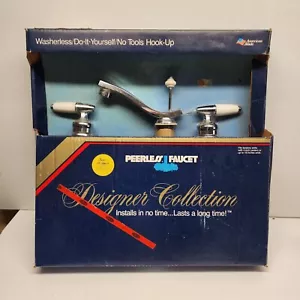 Washerless/Do-It-Yourself/No Tools Hook-Up
PEERLESS FAUCET
Designer Collection
Installs in no time...Lasts a long time!™